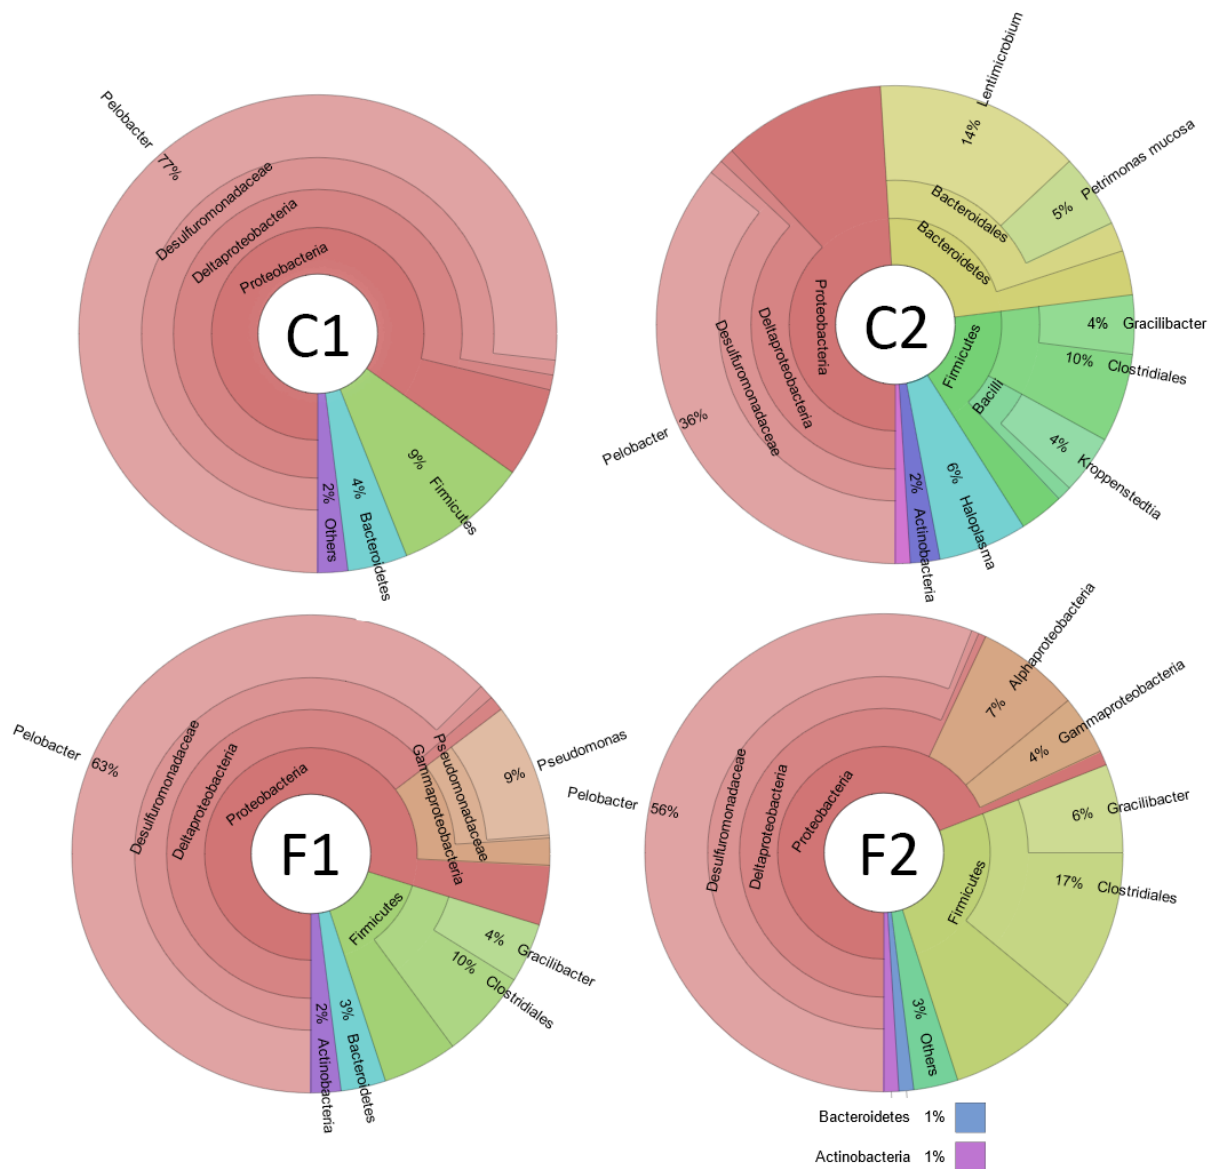 Pelobacter 77%
Desulfuromonadaceae
Deltaproteobacteria
Proteobacteria
C1
9% Firmicutes
4% Bacteroidetes
2% Others
14% Lentimicrobium
5% Petrimonas mucosa
Bacteroidales
Bacteroidetes
Proteobacteria
Deltaproteobacteria
Desulfuromonadaceae
Pelobacter 36%
C2
Firmicutes
4% Gracilibacter
10% Clostridiales
Bacilli
4% Kroppenstedtia
6% Haloplasma
2% Actinobacteria
Pelobacter 63%
Desulfuromonadaceae
Deltaproteobacteria
Proteobacteria
Gammaproteobacteria
Pseudomonadaceae
9% Pseudomonas
F1
Firmicutes
4% Gracilibacter
10% Clostridiales
3% Bacteroidetes
2% Actinobacteria
Pelobacter 56%
Desulfuromonadaceae
Deltaproteobacteria
Proteobacteria
7% Alphaproteobacteria
4% Gammaproteobacteria
F2
Firmicutes
6% Gracilibacter
17% Clostridiales
3% Others
Bacteroidetes 1%
Actinobacteria 1%